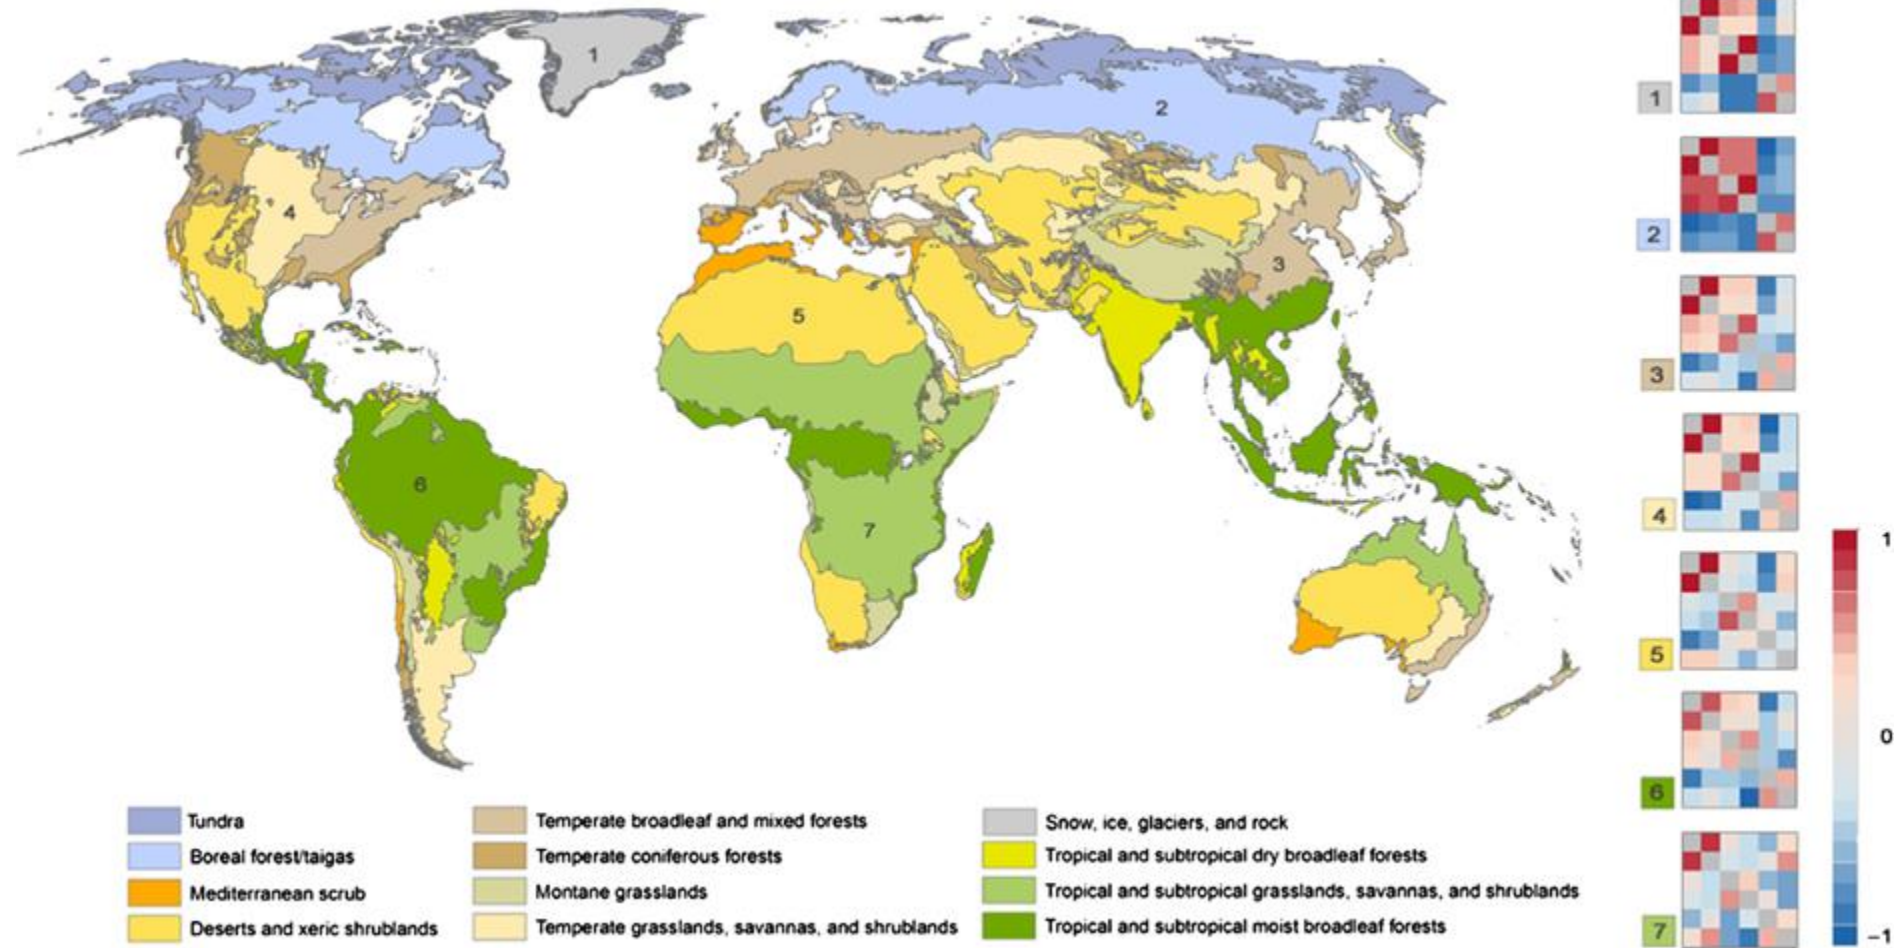 1
2
4
3
5
6
7
1
2
3
4
5
6
7
1
0
−1
Tundra
Boreal forest/taigas
Mediterranean scrub
Deserts and xeric shrublands
Temperate broadleaf and mixed forests
Temperate coniferous forests
Montane grasslands
Temperate grasslands, savannas, and shrublands
Snow, ice, glaciers, and rock
Tropical and subtropical dry broadleaf forests
Tropical and subtropical grasslands, savannas, and shrublands
Tropical and subtropical moist broadleaf forests